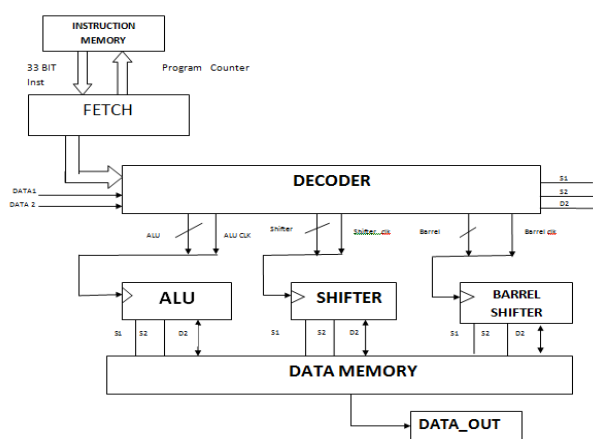 INSTRUCTION
MEMORY
33 BIT
Inst
Program Counter
FETCH
DECODER
DATA1
DATA 2
S1
S2
D2
ALU
ALU CLK
Shifter
Shifter_clk
Barrel
Barrel clk
ALU
SHIFTER
BARREL
SHIFTER
S1 S2 D2
S1 S2 D2
S1 S2 D2
DATA MEMORY
DATA_OUT